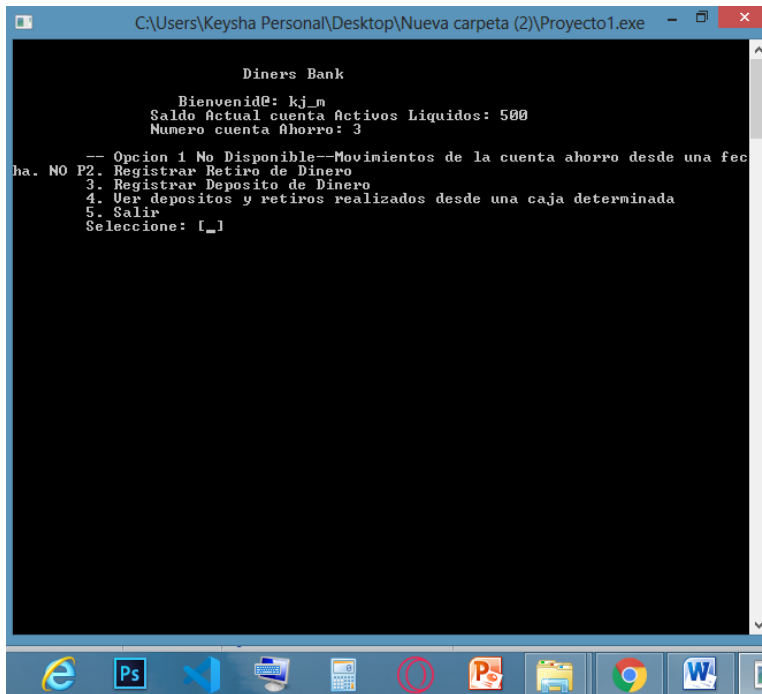 C:\Users\Keysha Personal\Desktop\Nueva carpeta (2)\Proyecto1.exe
Diners Bank
Bienvenid@: kj_m
Saldo Actual cuenta Activos Liquidos: 500
Numero cuenta Ahorro: 3
-- Opcion 1 No Disponible--Movimientos de la cuenta ahorro desde una fec
ha. NO P2. Registrar Retiro de Dinero
3. Registrar Deposito de Dinero
4. Ver depositos y retiros realizados desde una caja determinada
5. Salir
Seleccione: [_]
Ps